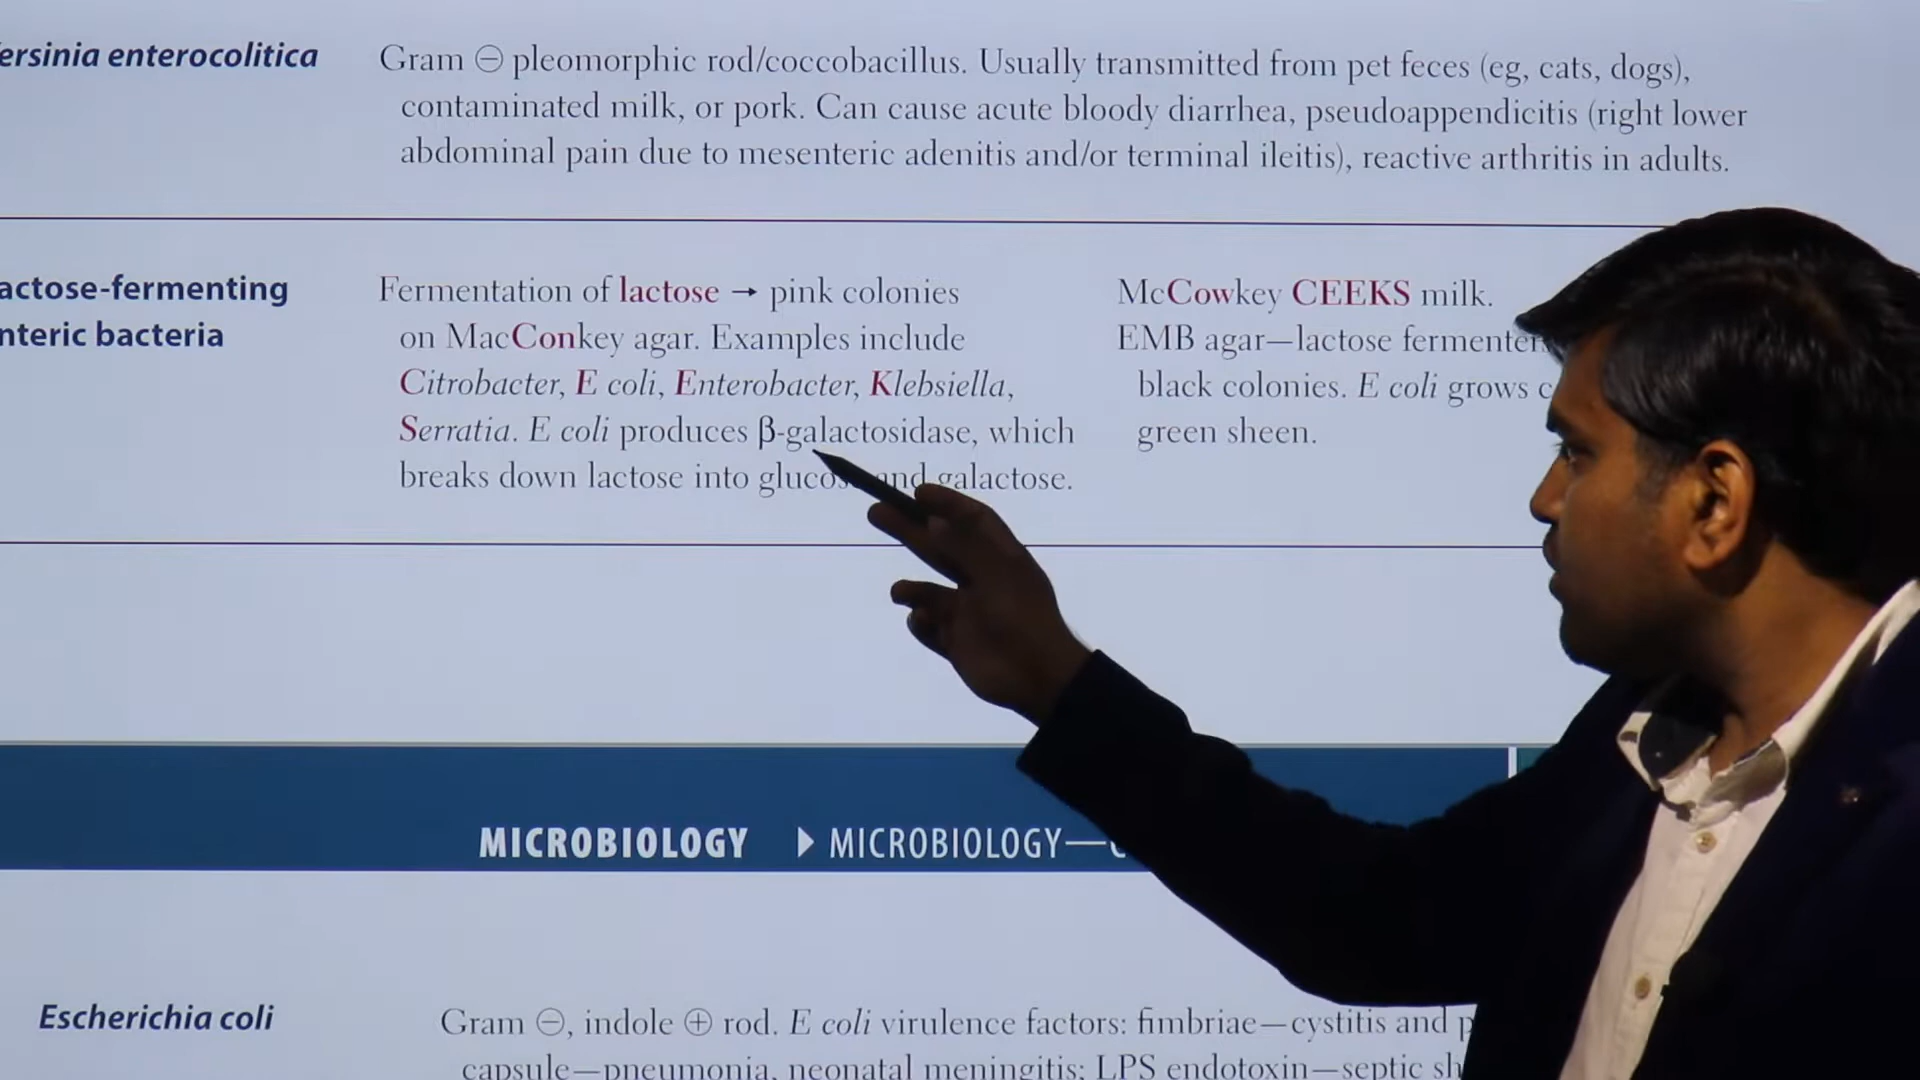 ersinia enterocolitica
Gram ⊖ pleomorphic rod/coccobacillus. Usually transmitted from pet feces (eg, cats, dogs),
contaminated milk, or pork. Can cause acute bloody diarrhea, pseudoappendicitis (right lower
abdominal pain due to mesenteric adenitis and/or terminal ileitis), reactive arthritis in adults.
actose-fermenting
nteric bacteria
Fermentation of lactose → pink colonies
on MacConkey agar. Examples include
Citrobacter, E coli, Enterobacter, Klebsiella,
Serratia. E coli produces β-galactosidase, which
breaks down lactose into glucose and galactose.
McCowkey CEEKS milk.
EMB agar—lactose fermenters
black colonies. E coli grows
green sheen.
MICROBIOLOGY ▶ MICROBIOLOGY—
Escherichia coli
Gram ⊖, indole ⊕ rod. E coli virulence factors: fimbriae—cystitis and p
capsule—pneumonia, neonatal meningitis; LPS endotoxin—septic sh